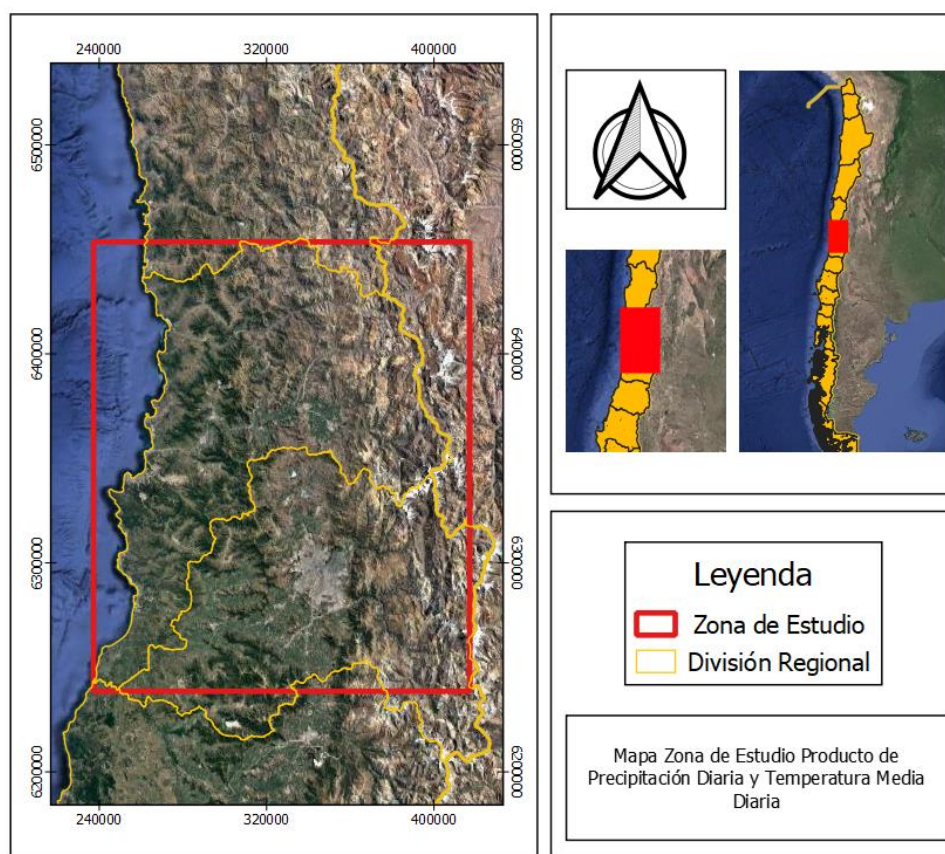 240000
320000
400000
6500000
6500000
6400000
6400000
6300000
6300000
6200000
6200000
240000
320000
400000
Leyenda
Zona de Estudio
División Regional
Mapa Zona de Estudio Producto de
Precipitación Diaria y Temperatura Media
Diaria